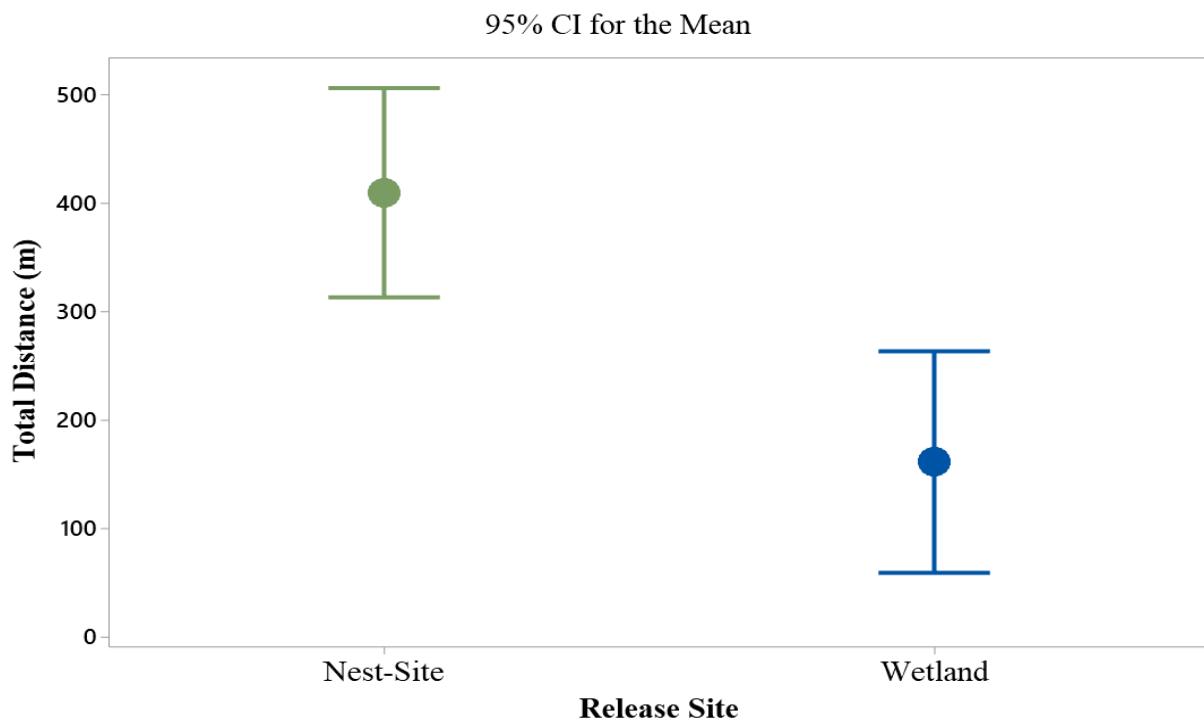 95% CI for the Mean
Total Distance (m)
500
400
300
200
100
0
Nest-Site Wetland
Release Site